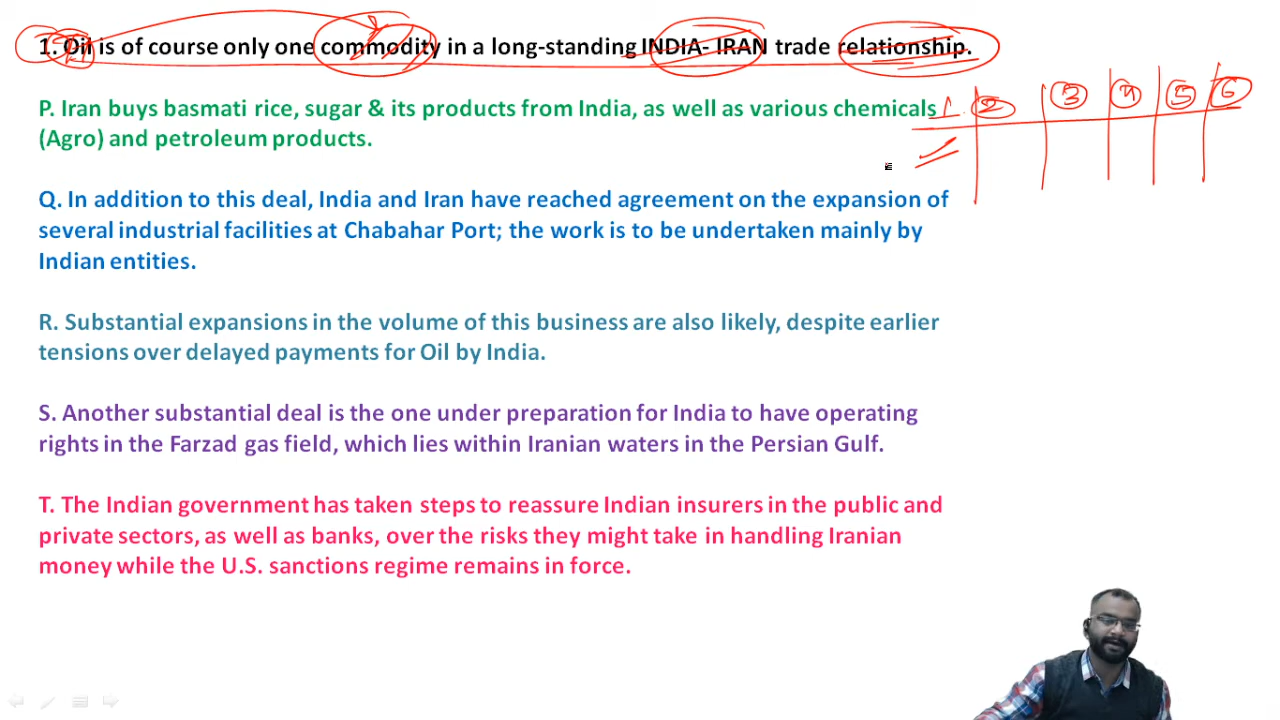 1. Oil is of course only one commodity in a long-standing INDIA- IRAN trade relationship.
P. Iran buys basmati rice, sugar & its products from India, as well as various chemicals
(Agro) and petroleum products.
1 2 3 4 5 6
Q. In addition to this deal, India and Iran have reached agreement on the expansion of
several industrial facilities at Chabahar Port; the work is to be undertaken mainly by
Indian entities.
R. Substantial expansions in the volume of this business are also likely, despite earlier
tensions over delayed payments for Oil by India.
S. Another substantial deal is the one under preparation for India to have operating
rights in the Farzad gas field, which lies within Iranian waters in the Persian Gulf.
T. The Indian government has taken steps to reassure Indian insurers in the public and
private sectors, as well as banks, over the risks they might take in handling Iranian
money while the U.S. sanctions regime remains in force.